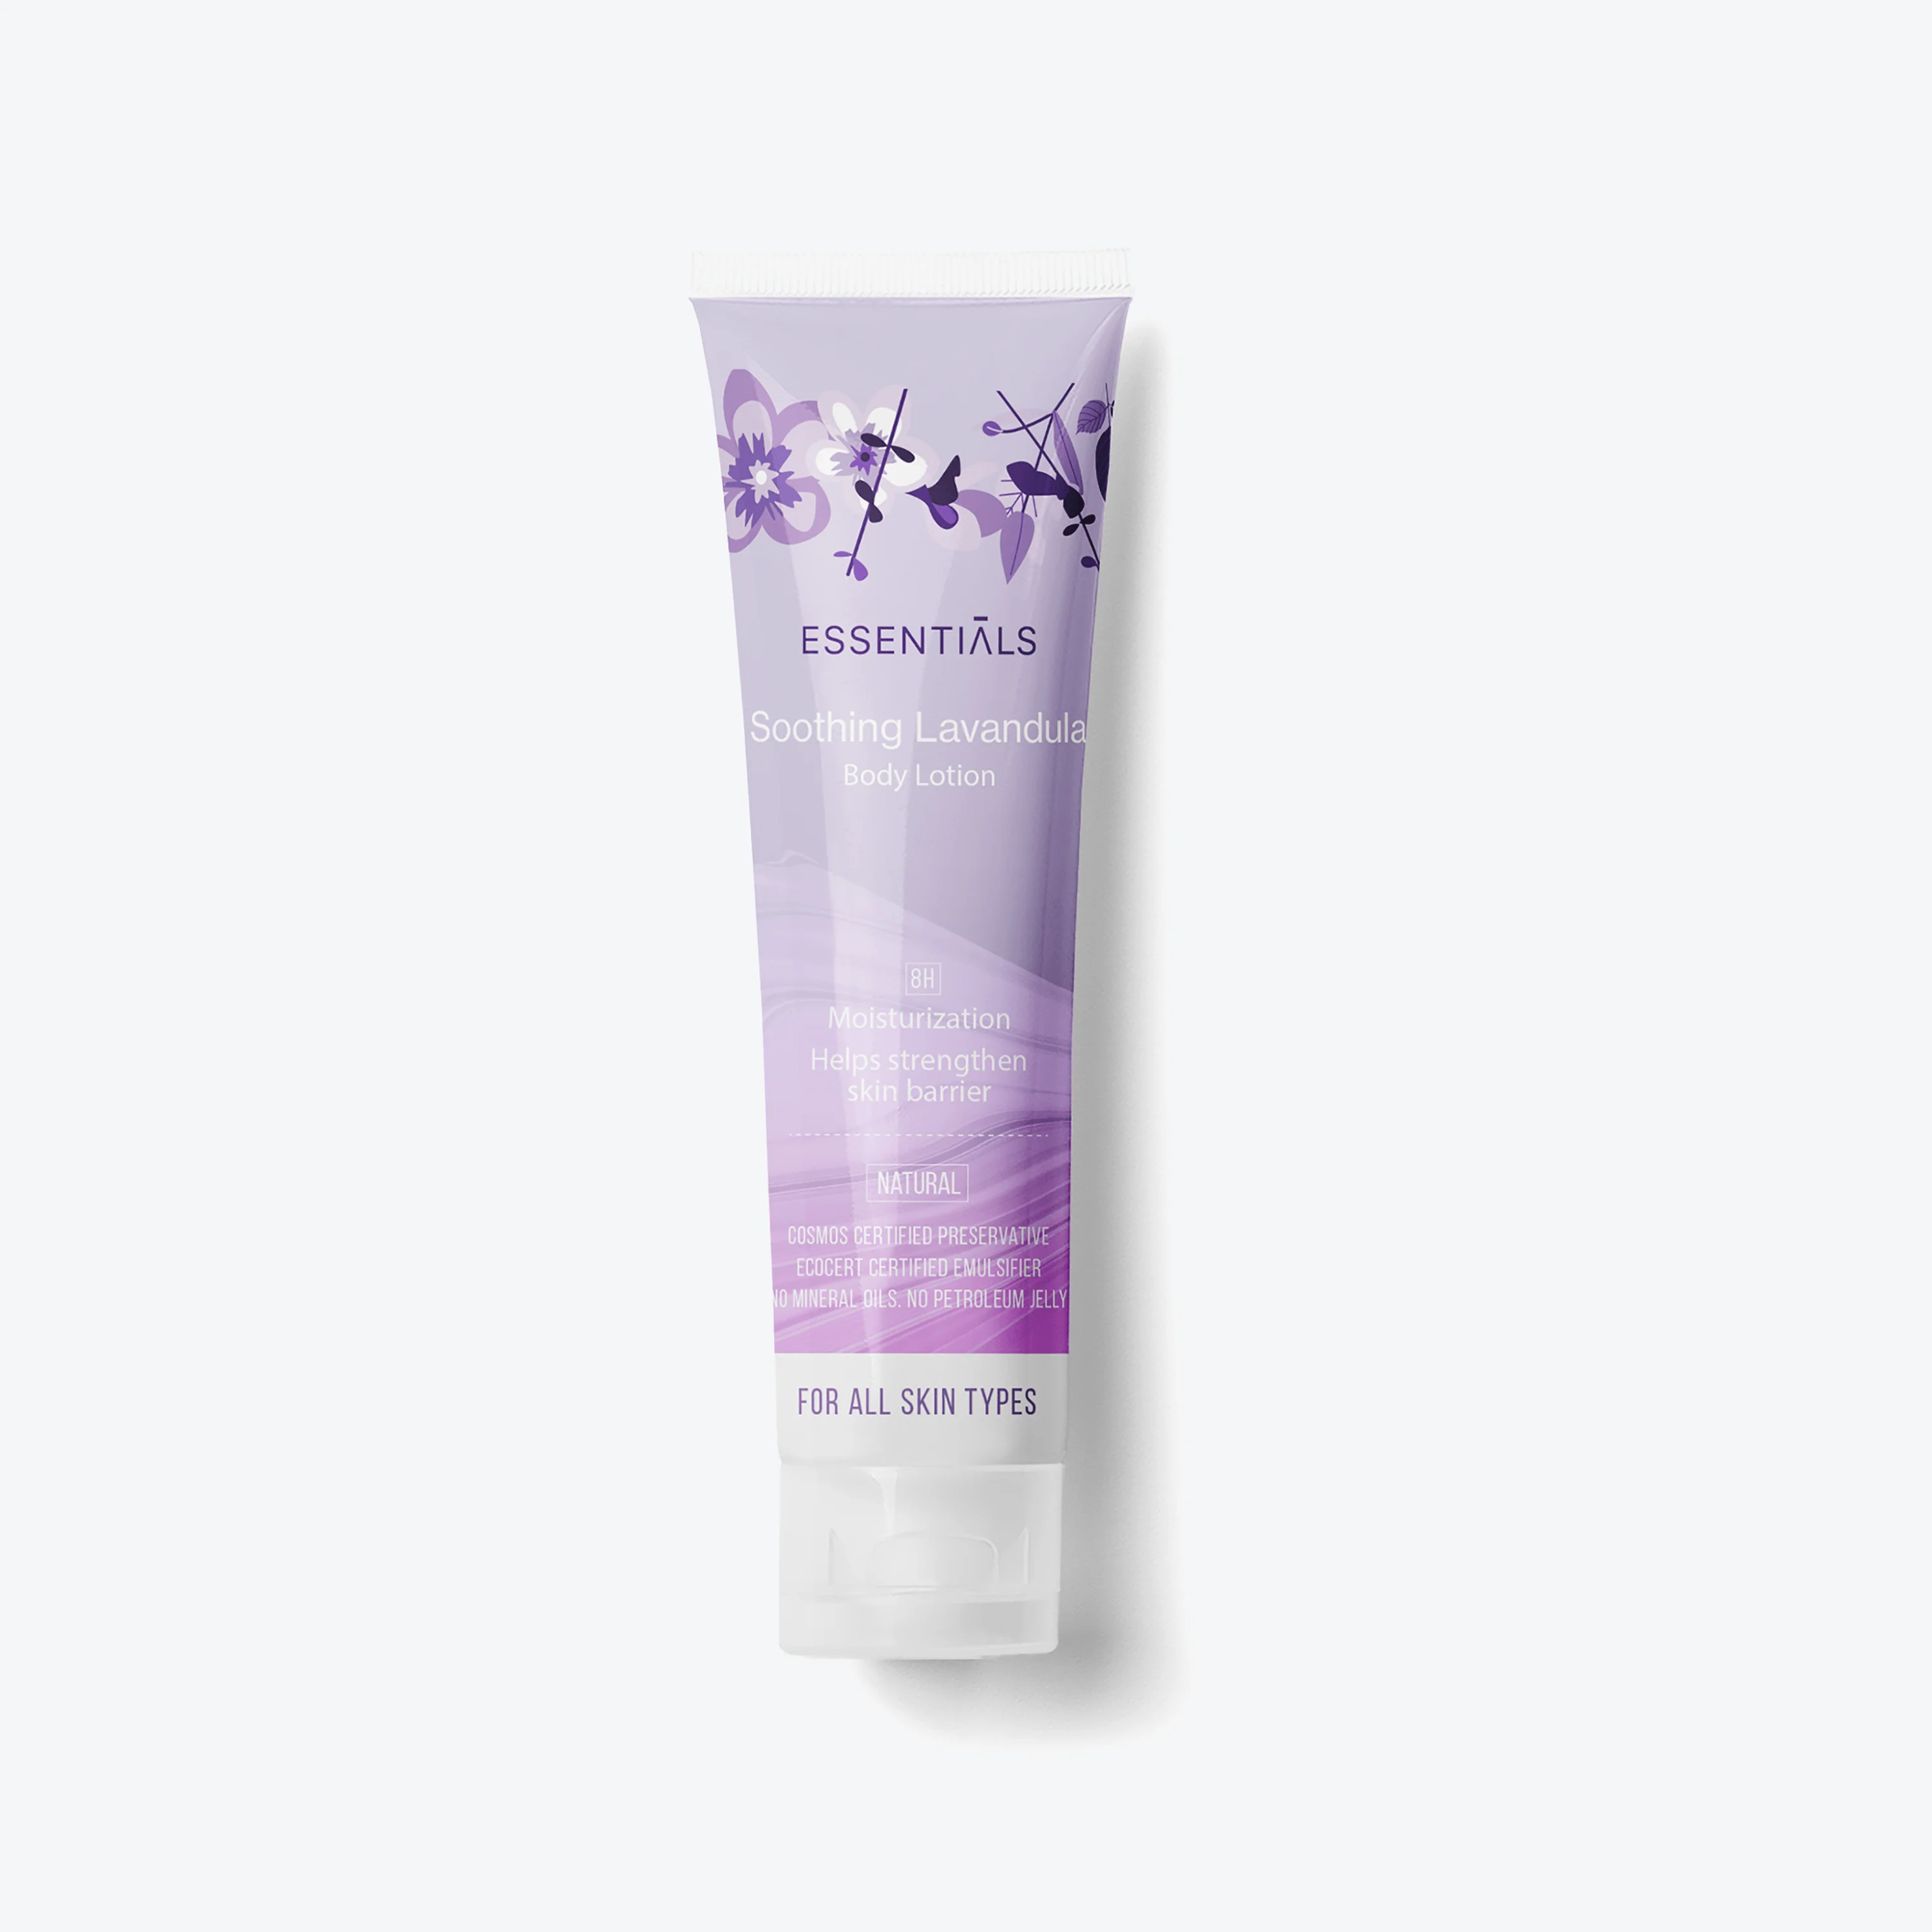 ESSENTIĀLS
Soothing Lavandula
Body Lotion
8H
Moisturization
Helps strengthen
skin barrier
NATURAL
COSMOS CERTIFIED PRESERVATIVE
ECOCERT CERTIFIED EMULSIFIER
NO MINERAL OILS. NO PETROLEUM JELLY
FOR ALL SKIN TYPES